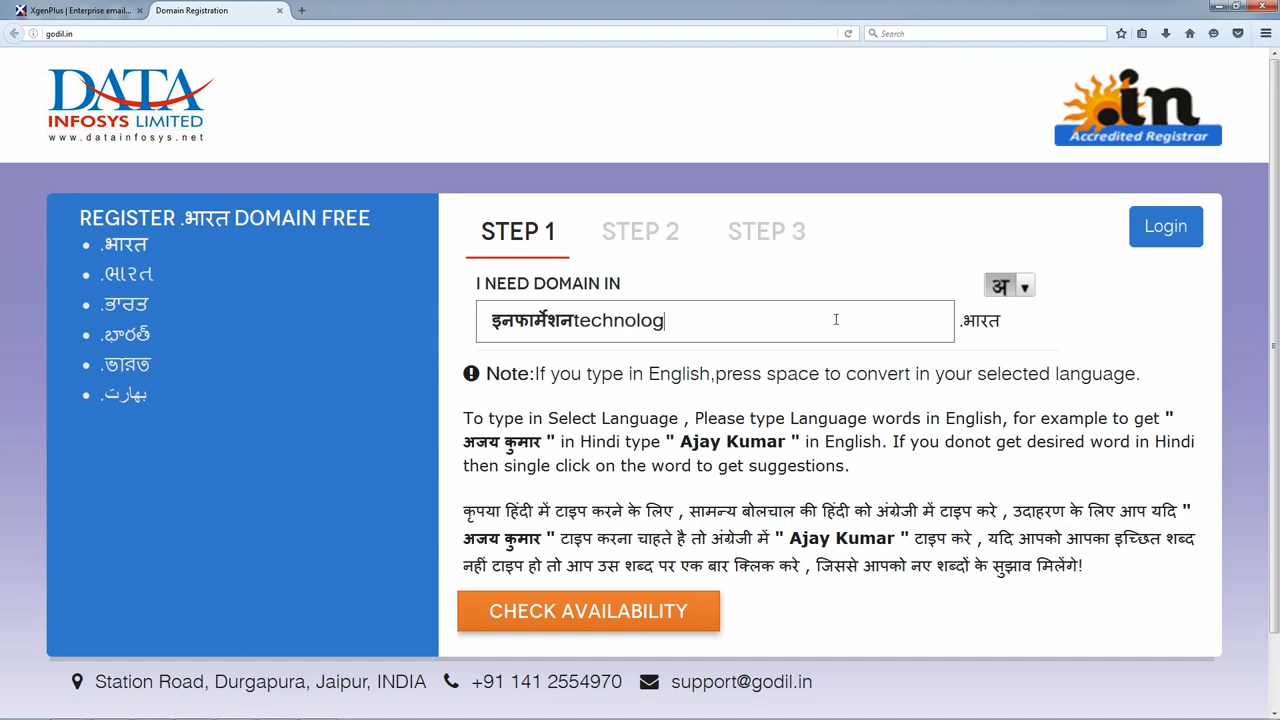 XgenPlus | Enterprise email...
Domain Registration
godil.in
Search
DATA
INFOSYS LIMITED
www.datainfosys.net
.in
Accredited Registrar
REGISTER .भारत DOMAIN FREE
.भारत
.ભારત
.ਭਾਰਤ
.భారత్
.ভারত
.بھارت
STEP 1
STEP 2
STEP 3
Login
I NEED DOMAIN IN
अ
इनफार्मेशनtechnolog
.भारत
Note:If you type in English,press space to convert in your selected language.
To type in Select Language , Please type Language words in English, for example to get "
अजय कुमार " in Hindi type " Ajay Kumar " in English. If you donot get desired word in Hindi
then single click on the word to get suggestions.
कृपया हिंदी में टाइप करने के लिए , सामन्य बोलचाल की हिंदी को अंग्रेजी में टाइप करे , उदाहरण के लिए आप यदि "
अजय कुमार " टाइप करना चाहते है तो अंग्रेजी में " Ajay Kumar " टाइप करे , यदि आपको आपका इच्छित शब्द
नहीं टाइप हो तो आप उस शब्द पर एक बार क्लिक करे , जिससे आपको नए शब्दों के सुझाव मिलेंगे!
CHECK AVAILABILITY
Station Road, Durgapura, Jaipur, INDIA
+91 141 2554970
support@godil.in